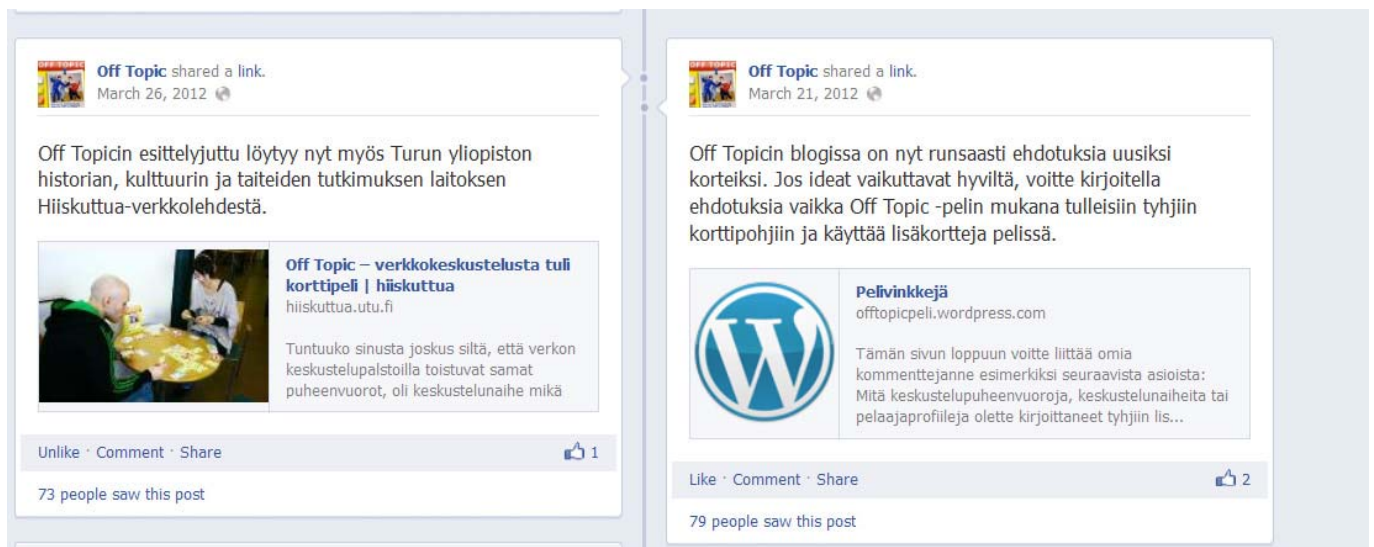 Off Topic shared a link.
March 26, 2012
Off Topicin esittelyjuttu löytyy nyt myös Turun yliopiston
historian, kulttuurin ja taiteiden tutkimuksen laitoksen
Hiiskuttua-verkkolehdestä.
Off Topic – verkkokeskustelusta tuli
korttipeli | hiiskuttua
hiiskuttua.utu.fi
Tuntuuko sinusta joskus siltä, että verkon
keskustelupalstoilla toistuvat samat
puheenvuorot, oli keskustelunaihe mikä
Unlike · Comment · Share 1
73 people saw this post
Off Topic shared a link.
March 21, 2012
Off Topicin blogissa on nyt runsaasti ehdotuksia uusiksi
korteiksi. Jos ideat vaikuttavat hyviltä, voitte kirjoitella
ehdotuksia vaikka Off Topic -pelin mukana tulleisiin tyhjiin
korttipohjiin ja käyttää lisäkortteja pelissä.
Pelivinkkejä
offtopicpeli.wordpress.com
Tämän sivun loppuun voitte liittää omia
kommenttejanne esimerkiksi seuraavista asioista:
Mitä keskustelupuheenvuoroja, keskustelunaiheita tai
pelaajaprofiileja olette kirjoittaneet tyhjiin lis...
Like · Comment · Share 2
79 people saw this post